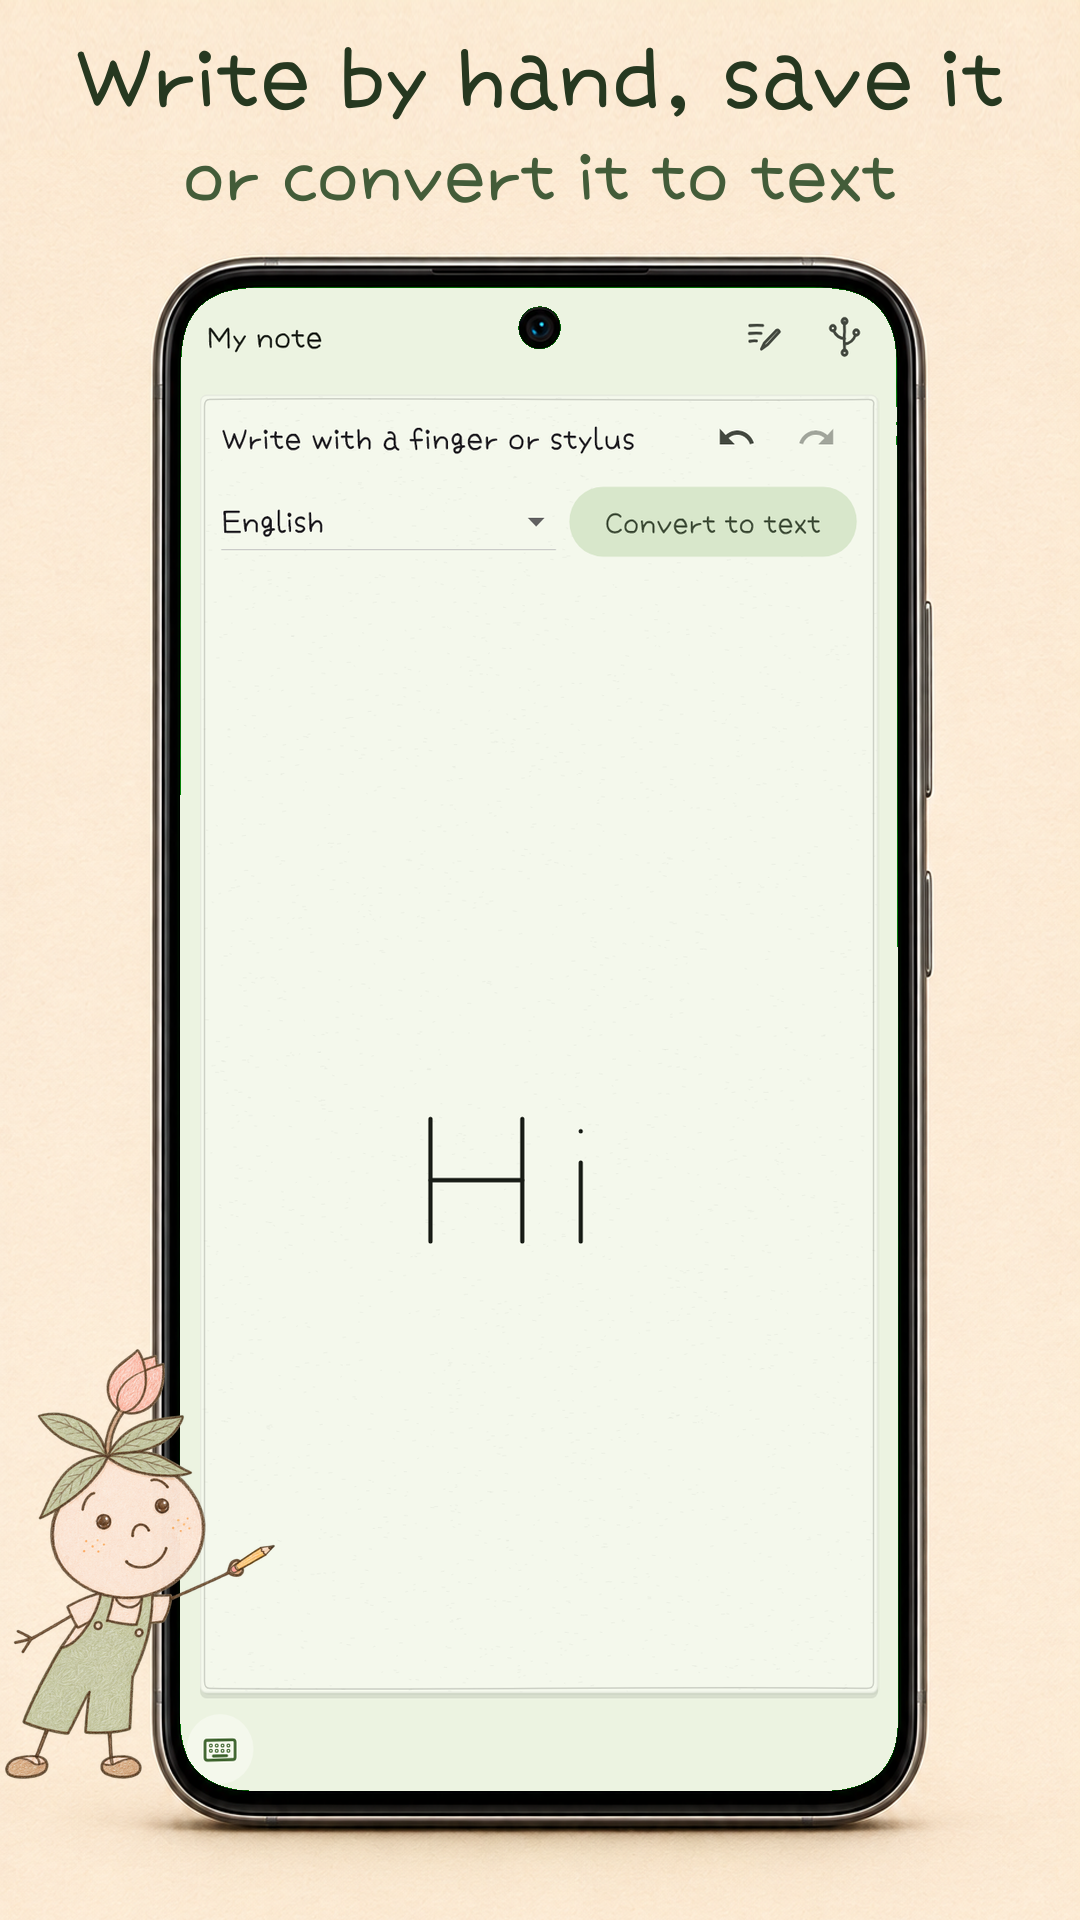 Write by hand, save it
or convert it to text
My note
Write with a finger or stylus
English
Convert to text
Hi